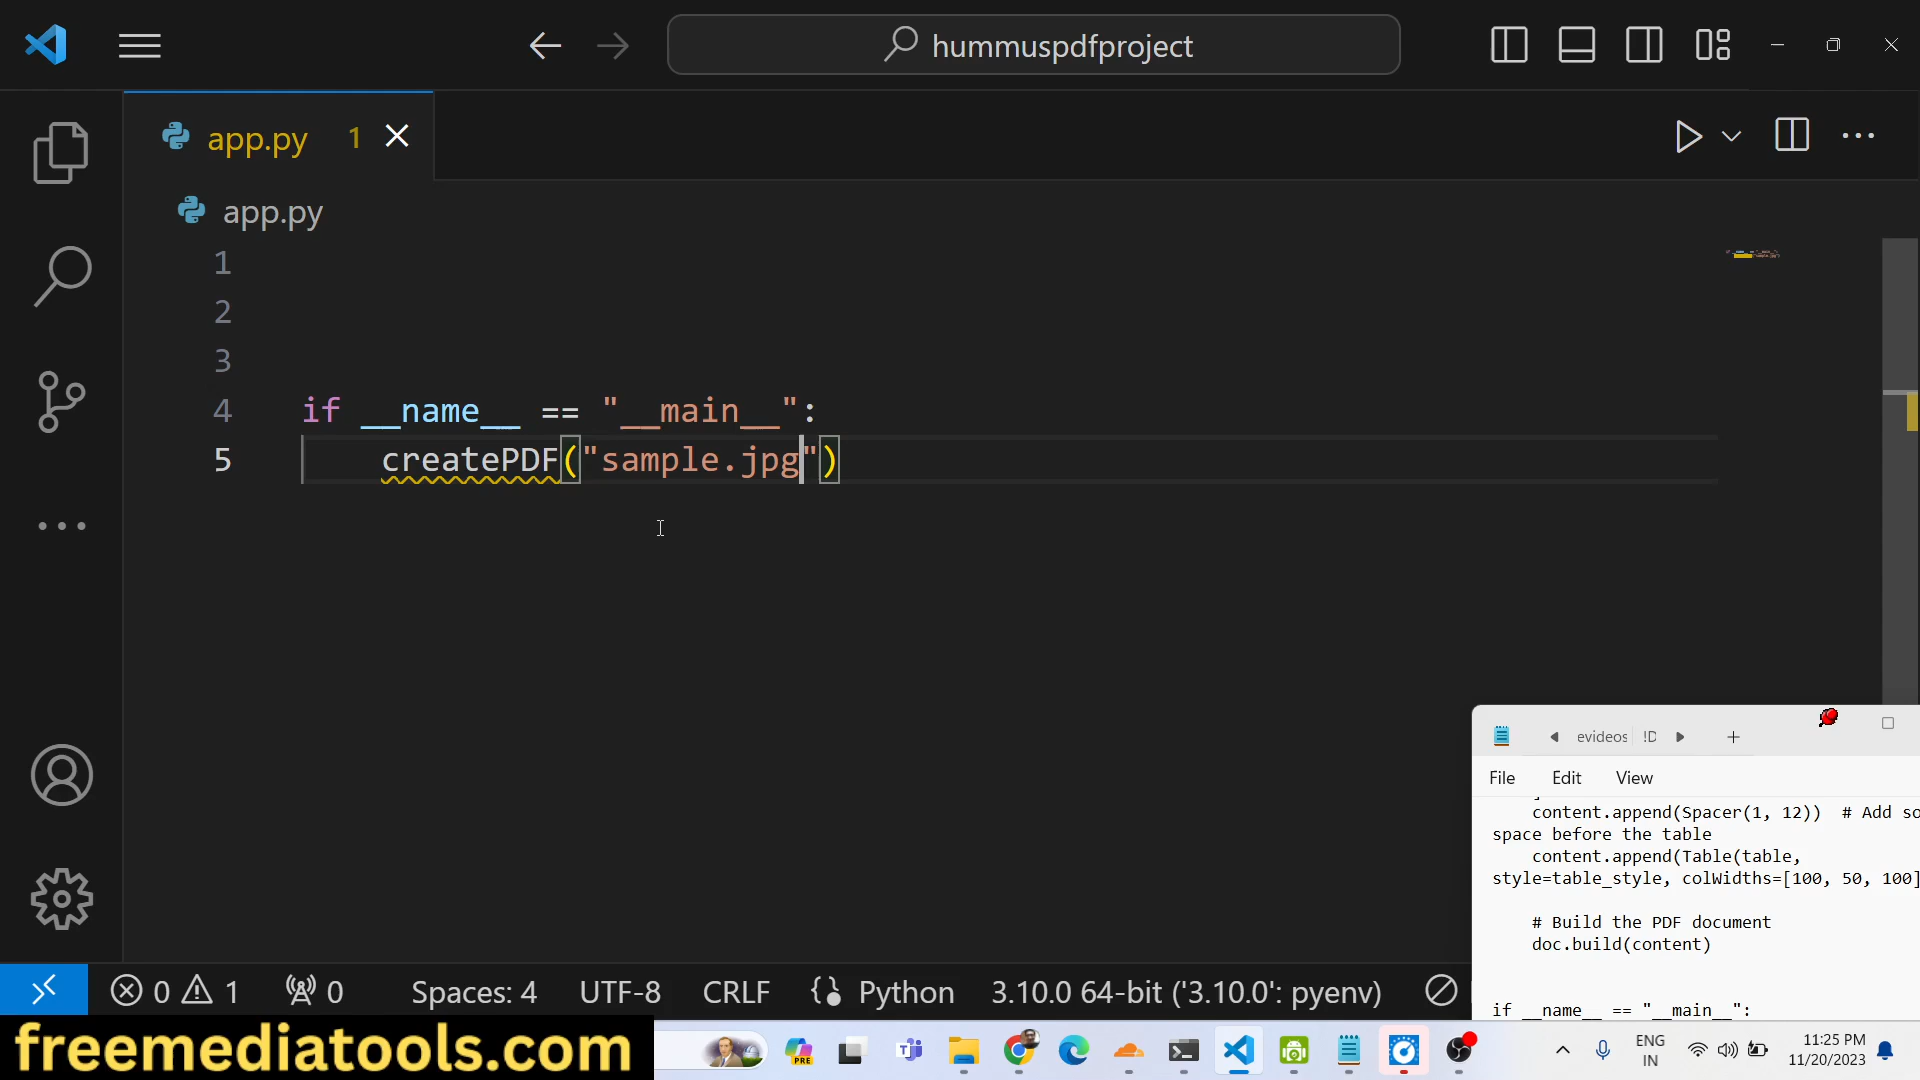 hummuspdfproject
app.py 1
app.py
1
2
3
4 if __name__ == "__main__":
5 createPDF("sample.jpg")
evideos !D
File Edit View
content.append(Spacer(1, 12)) # Add so
space before the table
content.append(Table(table,
style=table_style, colWidths=[100, 50, 100]
# Build the PDF document
doc.build(content)
if __name__ == "__main__":
0 1 0 Spaces: 4 UTF-8 CRLF Python 3.10.0 64-bit ('3.10.0': pyenv)
freemediatools.com
PRE
ENG
IN
11:25 PM
11/20/2023